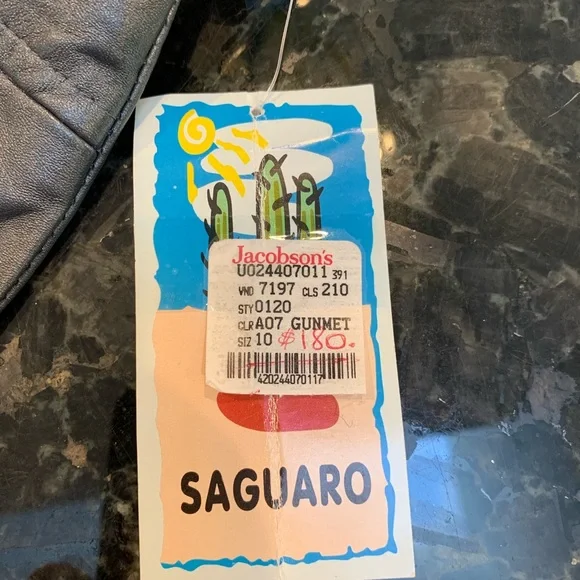 Jacobson's
U024407011 391
VND 7197 CLS 210
STY 0120
CLR A07 GUNMET
SIZ 10 $180.
420244070117
SAGUARO